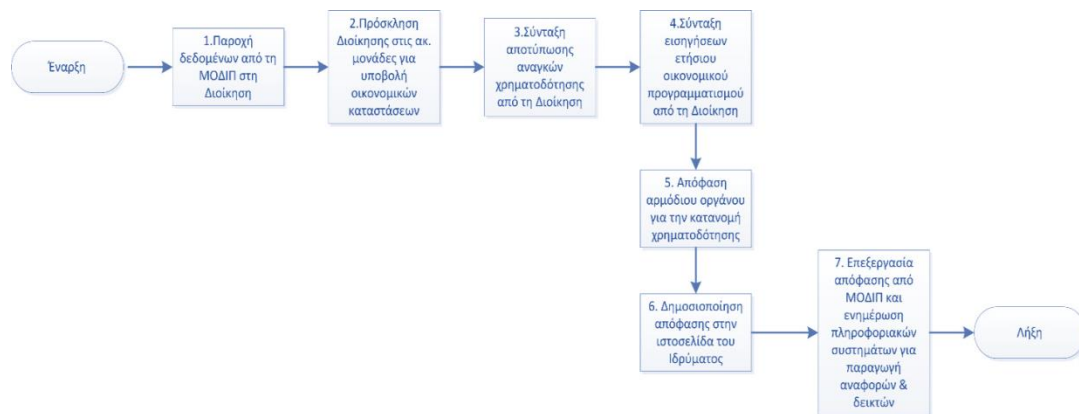 Έναρξη
1.Παροχή
δεδομένων από τη
ΜΟΔΙΠ στη
Διοίκηση
2.Πρόσκληση
Διοίκησης στις ακ.
μονάδες για
υποβολή
οικονομικών
καταστάσεων
3.Σύνταξη
αποτύπωσης
αναγκών
χρηματοδότησης
από τη Διοίκηση
4.Σύνταξη
εισηγήσεων
ετήσιου
οικονομικού
προγραμματισμού
από τη Διοίκηση
5. Απόφαση
αρμόδιου οργάνου
για την κατανομή
χρηματοδότησης
6. Δημοσιοποίηση
απόφασης στην
ιστοσελίδα του
Ιδρύματος
7. Επεξεργασία
απόφασης από
ΜΟΔΙΠ και
ενημέρωση
πληροφοριακών
συστημάτων για
παραγωγή
αναφορών &
δεικτών
Λήξη